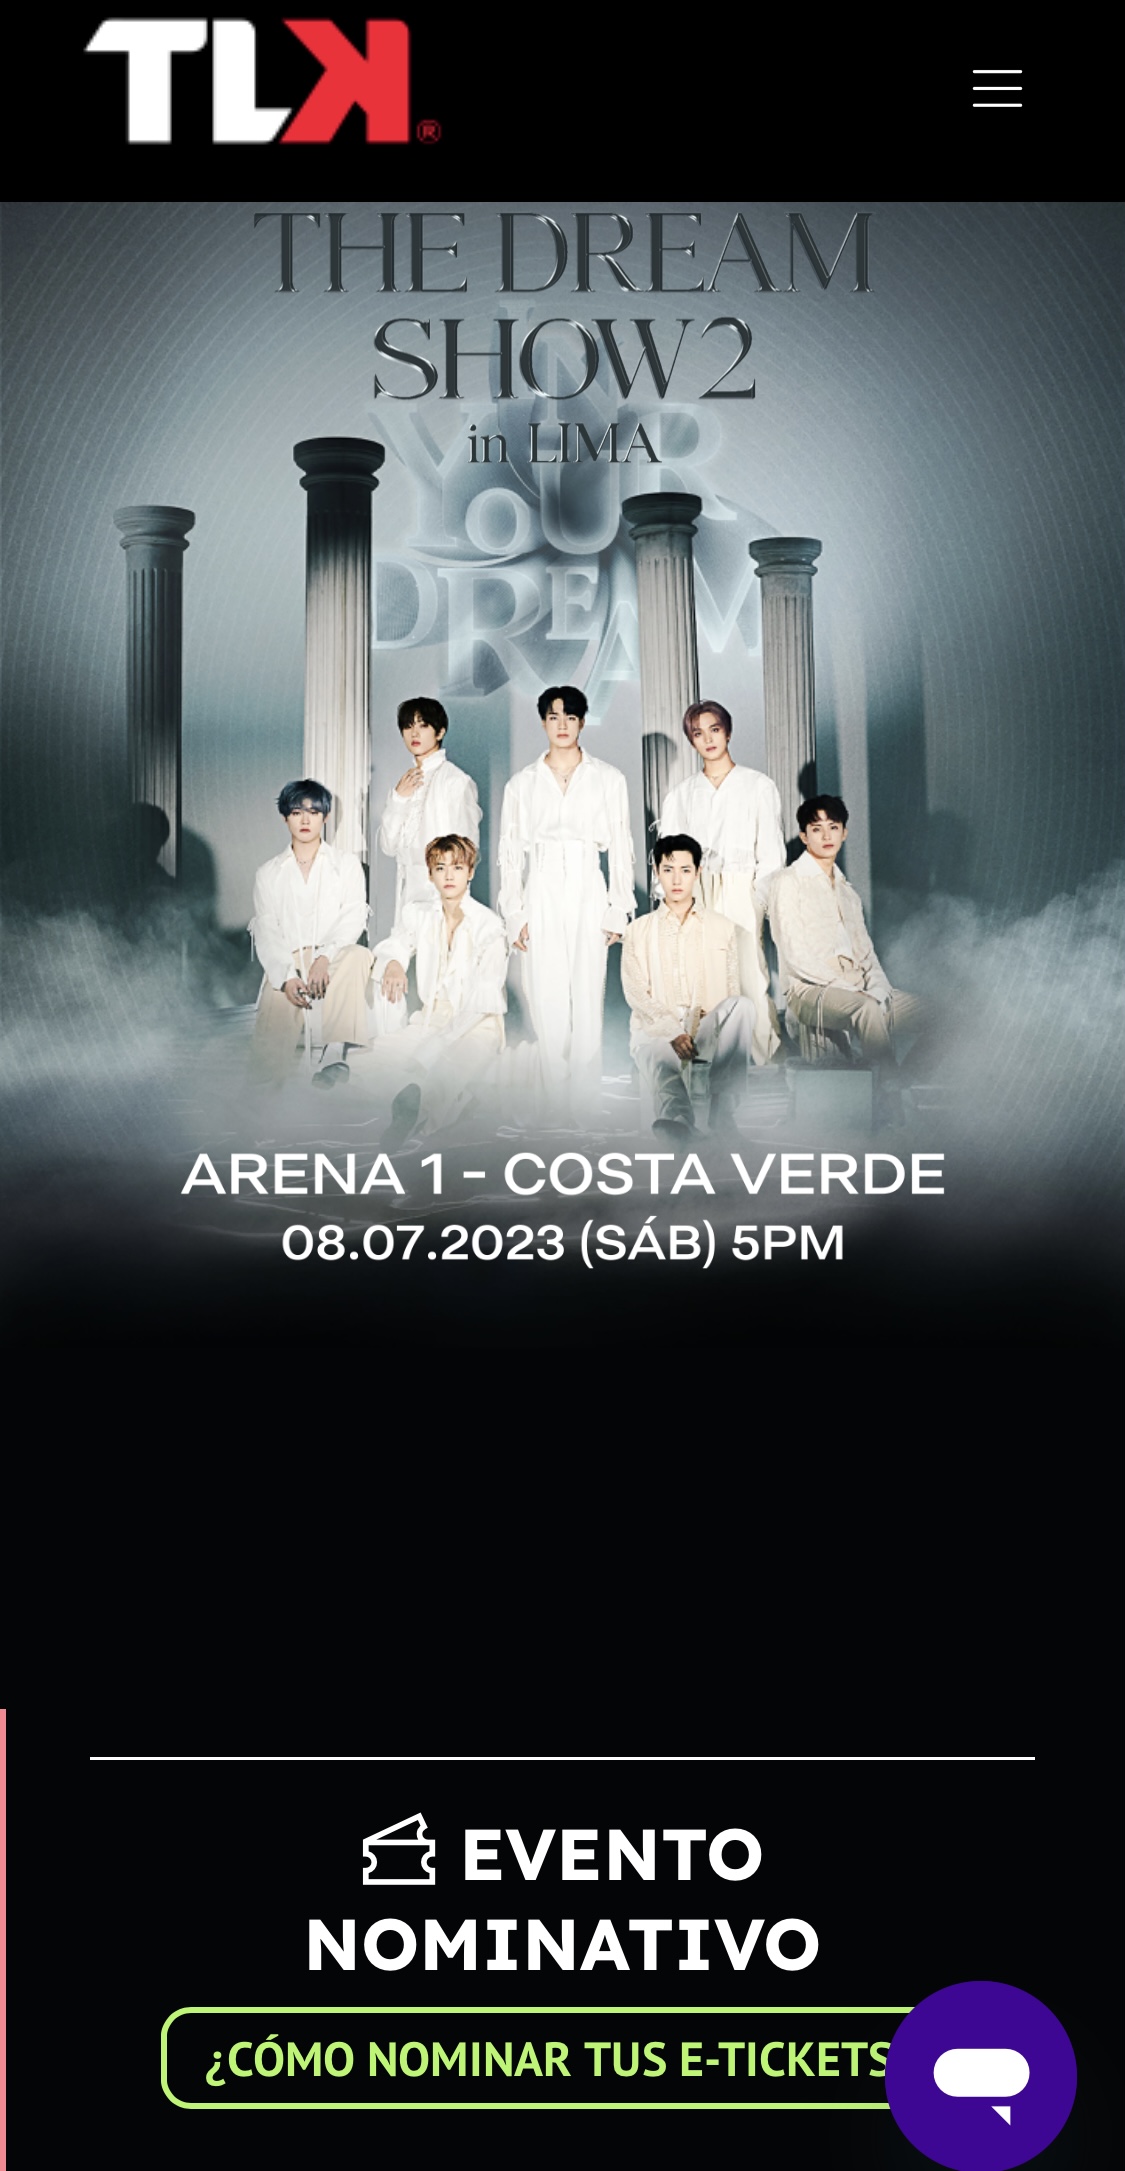 TLK®
THE DREAM
SHOW2
in LIMA
IN
YOUR
DREAM
ARENA 1 - COSTA VERDE
08.07.2023 (SÁB) 5PM
EVENTO
NOMINATIVO
¿CÓMO NOMINAR TUS E-TICKETS